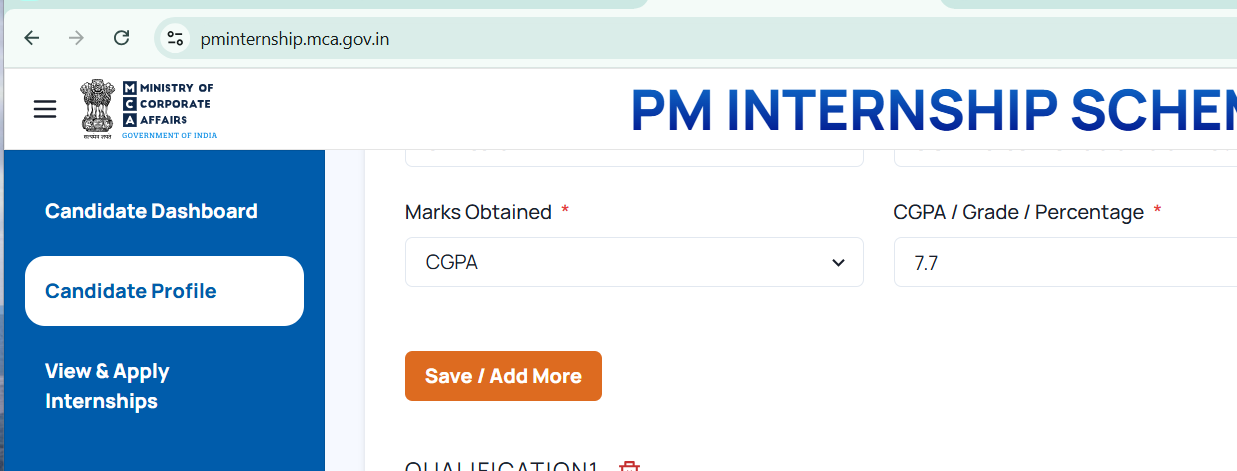 pminternship.mca.gov.in
MINISTRY OF
CORPORATE
AFFAIRS
M
C
A
GOVERNMENT OF INDIA
सत्यमेव जयते
PM INTERNSHIP SCHEM
Candidate Dashboard
Candidate Profile
View & Apply
Internships
Marks Obtained *
CGPA
CGPA / Grade / Percentage *
7.7
Save / Add More
QUALIFICATION1